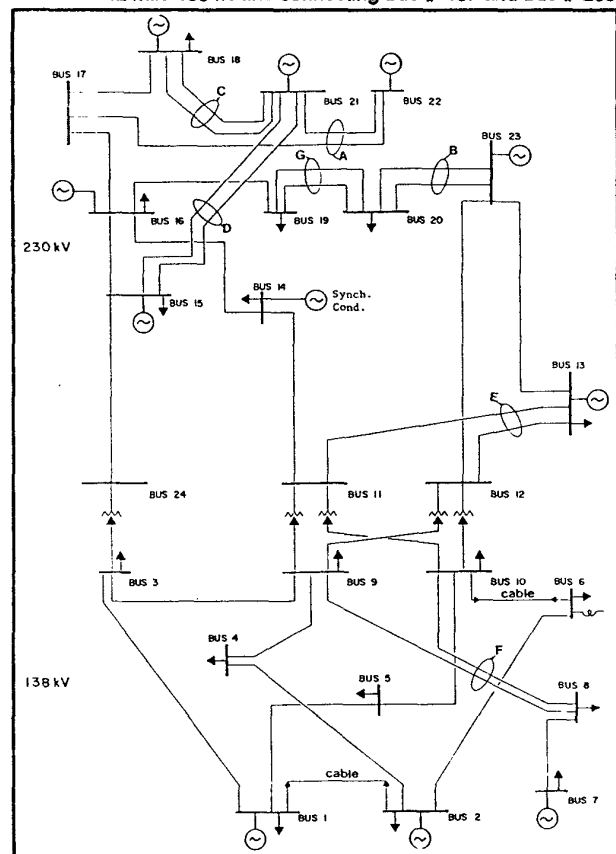 BUS 18
BUS 17
C
BUS 21
BUS 22
BUS 23
A
B
G
D
BUS 16
BUS 19
BUS 20
230 kV
BUS 14
Synch.
Cond.
BUS 15
BUS 13
E
BUS 24
BUS 11
BUS 12
BUS 3
BUS 9
BUS 10
BUS 6
cable
BUS 4
F
138 kV
BUS 5
BUS 8
cable
BUS 1
BUS 2
BUS 7